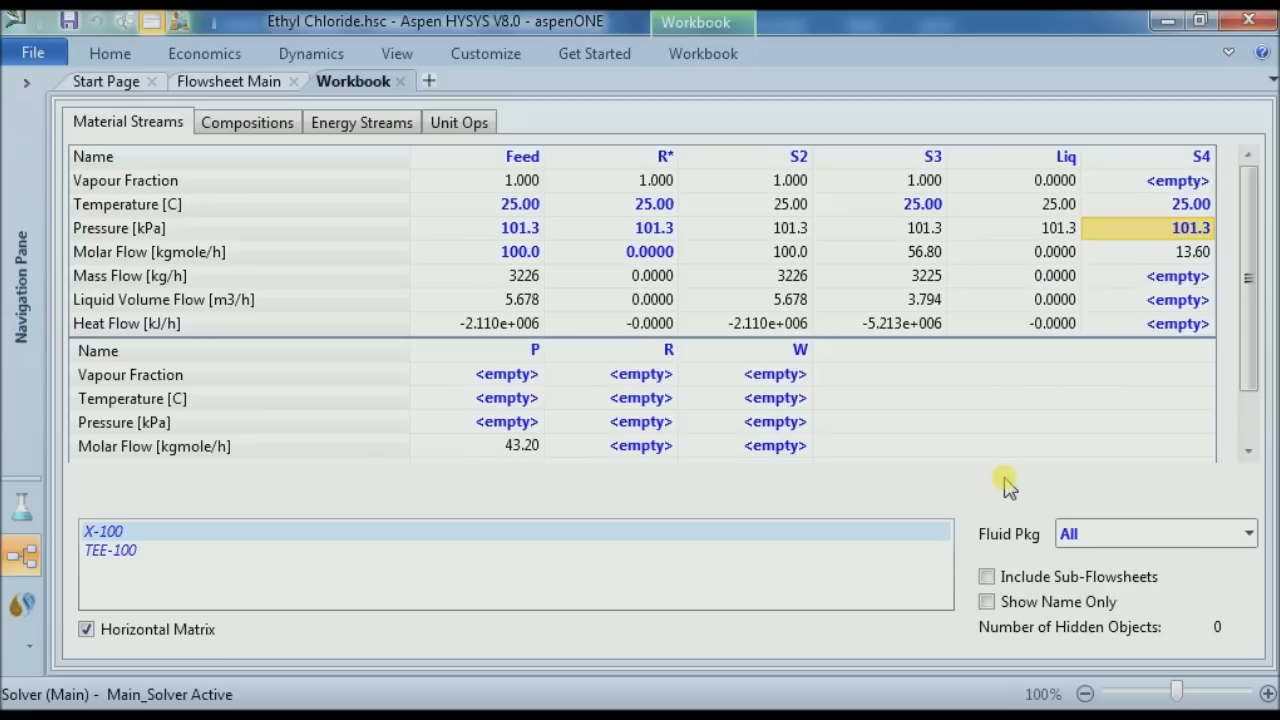 Ethyl Chloride.hsc - Aspen HYSYS V8.0 - aspenONE
Workbook
File Home Economics Dynamics View Customize Get Started Workbook
Start Page Flowsheet Main Workbook
Material Streams Compositions Energy Streams Unit Ops
Name Feed R* S2 S3 Liq S4
Vapour Fraction 1.000 1.000 1.000 1.000 0.0000 <empty>
Temperature [C] 25.00 25.00 25.00 25.00 25.00 25.00
Pressure [kPa] 101.3 101.3 101.3 101.3 101.3 101.3
Molar Flow [kgmole/h] 100.0 0.0000 100.0 56.80 0.0000 13.60
Mass Flow [kg/h] 3226 0.0000 3226 3225 0.0000 <empty>
Liquid Volume Flow [m3/h] 5.678 0.0000 5.678 3.794 0.0000 <empty>
Heat Flow [kJ/h] -2.110e+006 -0.0000 -2.110e+006 -5.213e+006 -0.0000 <empty>
Name P R W
Vapour Fraction <empty> <empty> <empty>
Temperature [C] <empty> <empty> <empty>
Pressure [kPa] <empty> <empty> <empty>
Molar Flow [kgmole/h] 43.20 <empty> <empty>
Navigation Pane
X-100
TEE-100
Fluid Pkg All
Include Sub-Flowsheets
Show Name Only
Number of Hidden Objects: 0
Horizontal Matrix
Solver (Main) - Main_Solver Active
100%